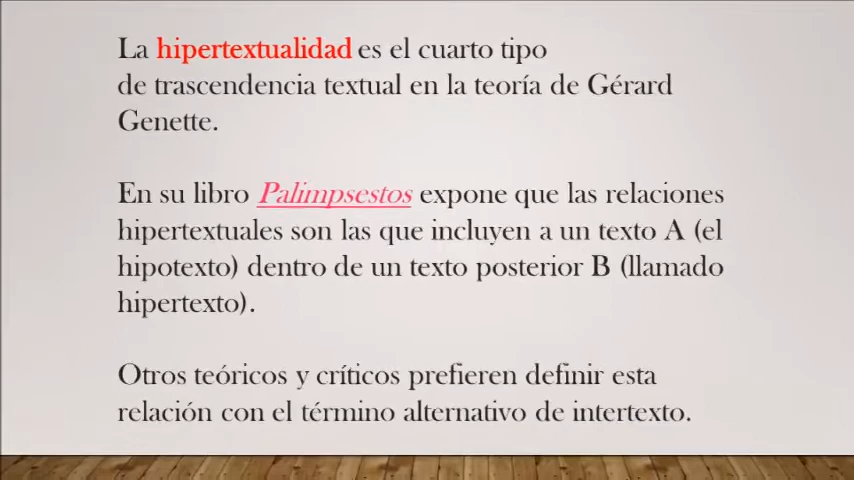 La hipertextualidad es el cuarto tipo
de trascendencia textual en la teoría de Gérard
Genette.
En su libro Palimpsestos expone que las relaciones
hipertextuales son las que incluyen a un texto A (el
hipotexto) dentro de un texto posterior B (llamado
hipertexto).
Otros teóricos y críticos prefieren definir esta
relación con el término alternativo de intertexto.